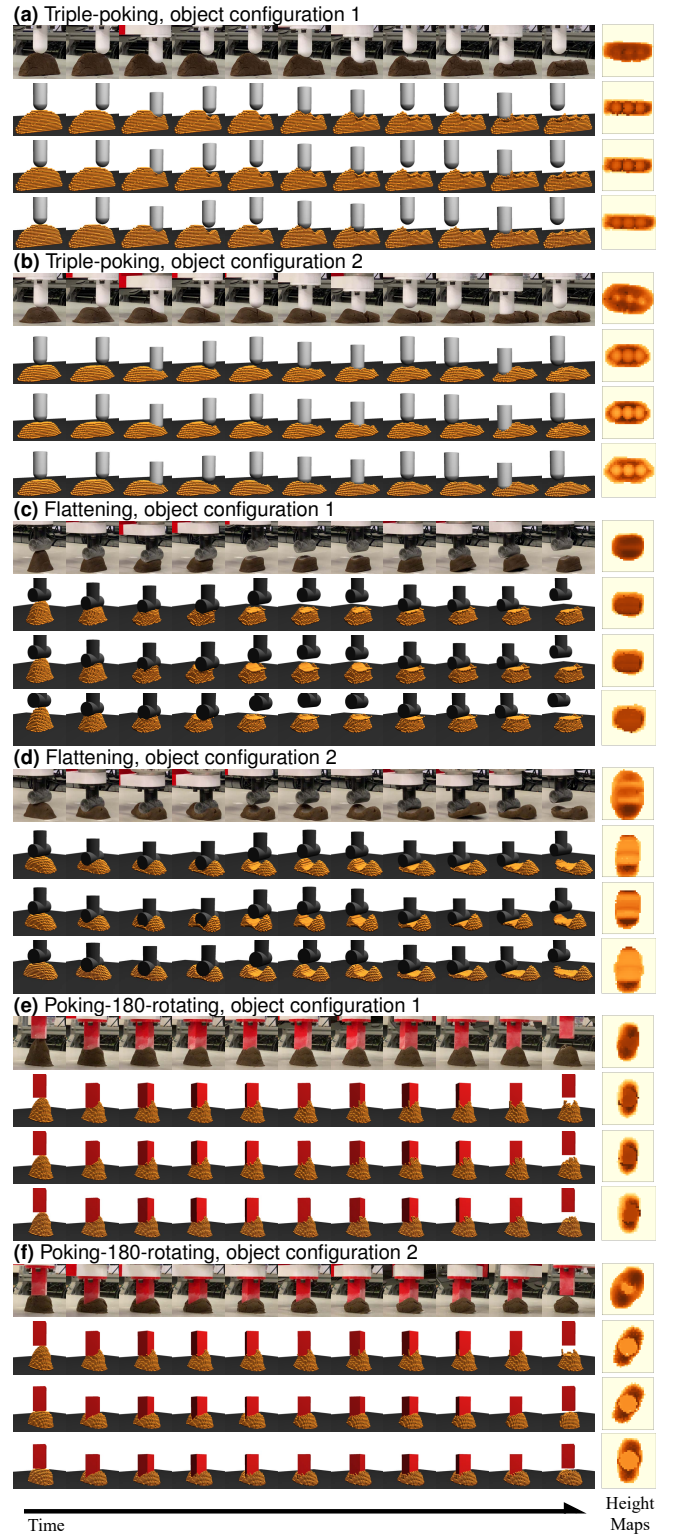 (a) Triple-poking, object configuration 1
(b) Triple-poking, object configuration 2
(c) Flattening, object configuration 1
(d) Flattening, object configuration 2
(e) Poking-180-rotating, object configuration 1
(f) Poking-180-rotating, object configuration 2
Time
Height
Maps